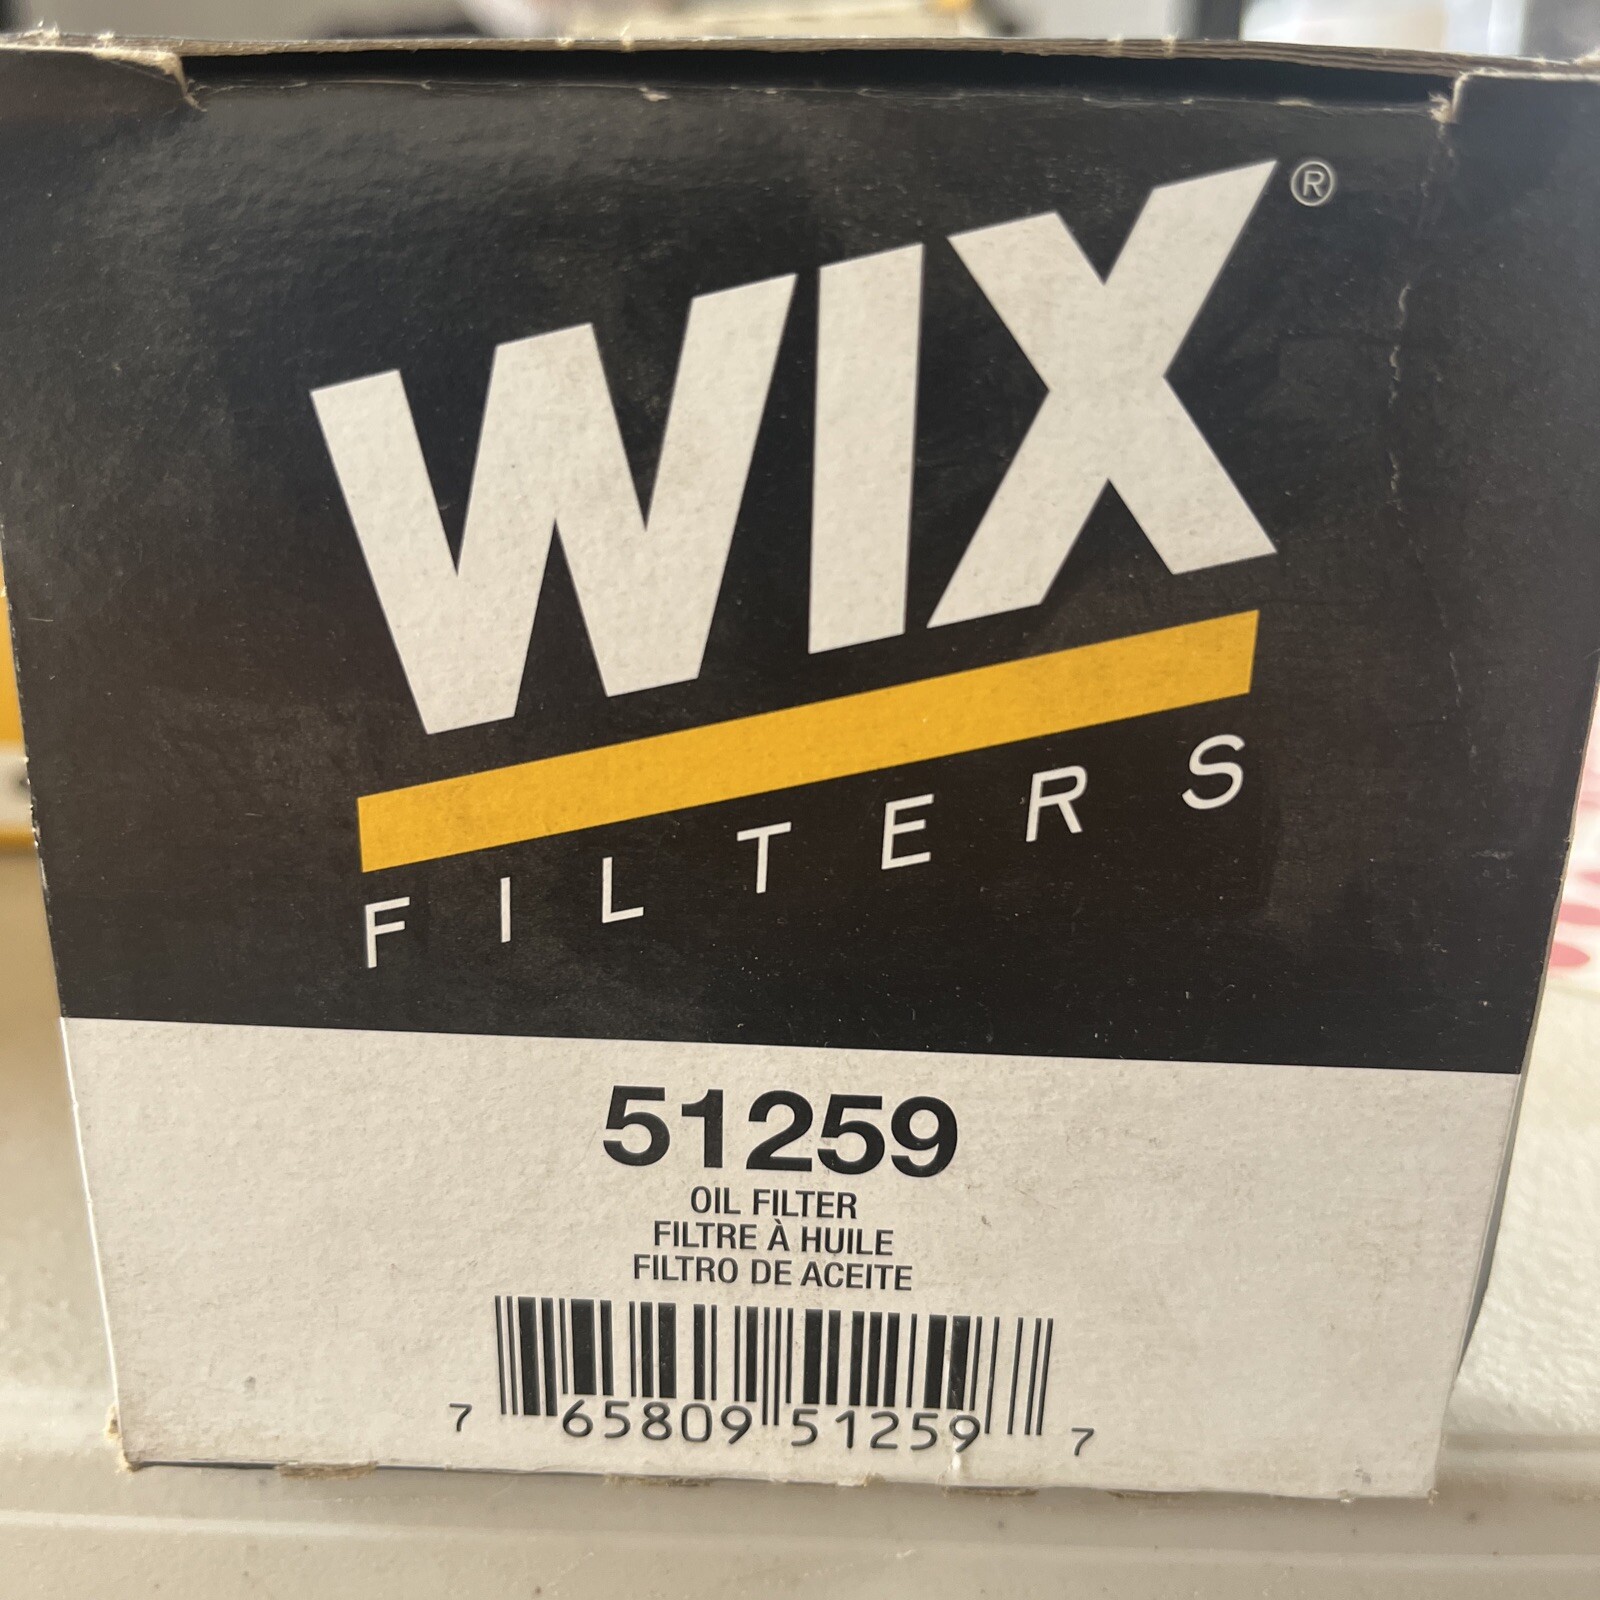 WIX®
FILTERS
51259
OIL FILTER
FILTRE À HUILE
FILTRO DE ACEITE
7 65809 51259 7